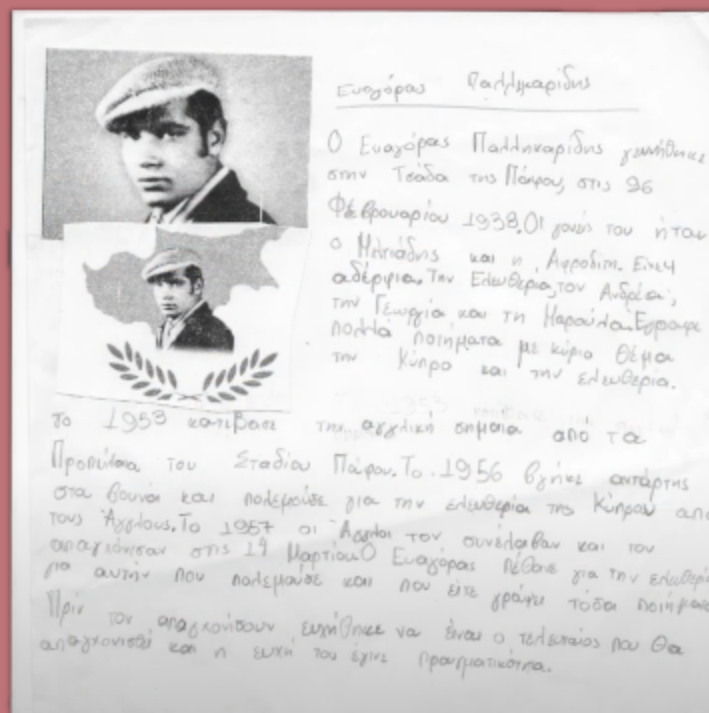 Ευαγόρας Παλληκαρίδης
Ο Ευαγόρας Παλληκαρίδης γεννήθηκε
στην Τσάδα της Πάφου, στις 26
Φεβρουαρίου 1938. Οι γονείς του ήταν
ο Μιλτιάδης και η Αφροδίτη. Είχε 4
αδέρφια. Την Ελευθερία, τον Ανδρέα,
την Γεωργία και τη Μαρούλα. Έγραψε
πολλά ποιήματα με κύριο θέμα
την Κύπρο και την ελευθερία.
Το 1953 κατέβασε την αγγλική σημαία από τα
Προπύλαια του Σταδίου Πάφου. Το 1956 βγήκε αντάρτης
στα βουνά και πολεμούσε για την ελευθερία της Κύπρου από
τους Άγγλους. Το 1957 οι Άγγλοι τον συνέλαβαν και τον
απαγχόνισαν στις 14 Μαρτίου. Ο Ευαγόρας πέθανε για την ελευθερία
για αυτήν που πολεμούσε και που είχε γράψει τόσα ποιήματα
Πριν τον απαγχονίσουν ευχήθηκε να είναι ο τελευταίος που θα
απαγχονισθεί και η ευχή του έγινε πραγματικότητα.